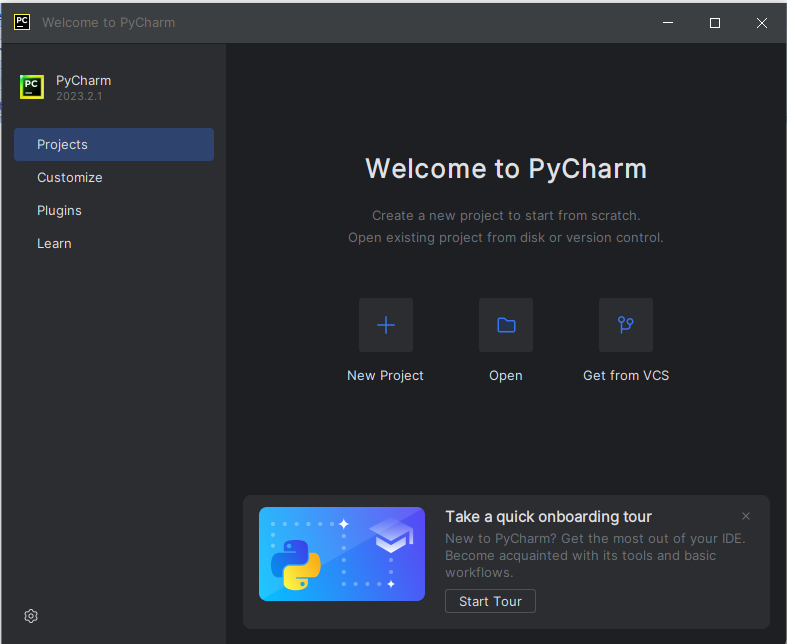 PC
Welcome to PyCharm
PC
PyCharm
2023.2.1
Projects
Customize
Plugins
Learn
Welcome to PyCharm
Create a new project to start from scratch.
Open existing project from disk or version control.
New Project
Open
Get from VCS
Take a quick onboarding tour
New to PyCharm? Get the most out of your IDE.
Become acquainted with its tools and basic
workflows.
Start Tour